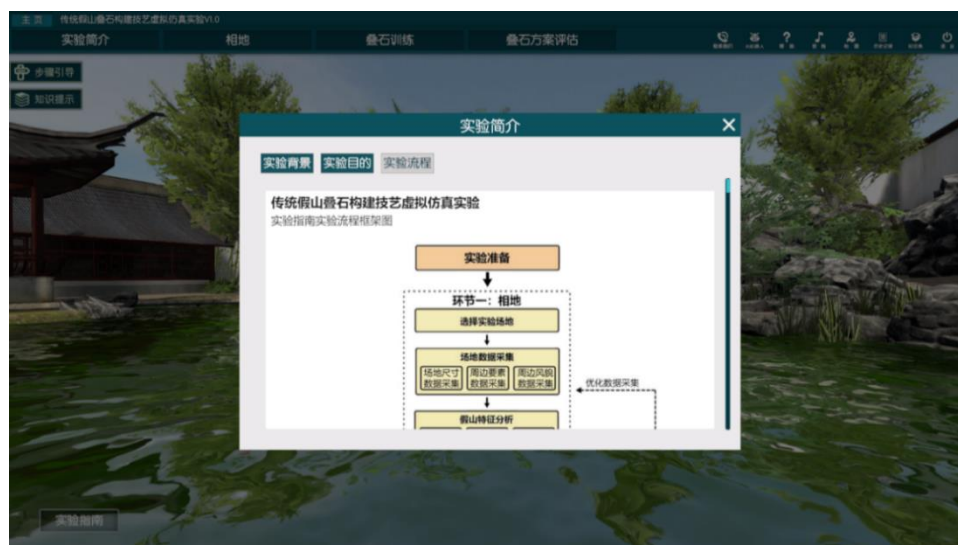 主页 传统假山叠石构建技艺虚拟仿真实验V1.0
实验简介 相地 叠石训练 叠石方案评估
步骤引导
知识提示
实验简介
实验背景 实验目的 实验流程
传统假山叠石构建技艺虚拟仿真实验
实验指南实验流程框架图
实验准备
环节一：相地
选择实验场地
场地数据采集
场地尺寸 周边要素 周边风貌
数据采集 数据采集 数据采集
优化数据采集
假山特征分析
实验指南